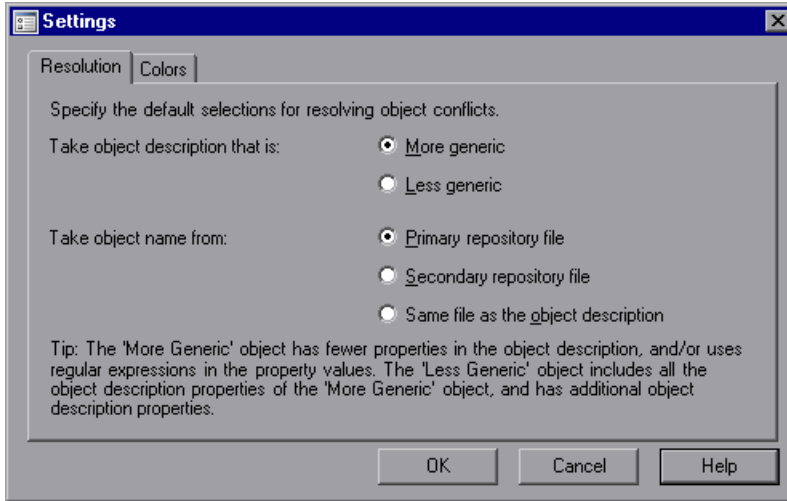 Settings
Resolution Colors
Specify the default selections for resolving object conflicts.
Take object description that is: More generic
Less generic
Take object name from: Primary repository file
Secondary repository file
Same file as the object description
Tip: The 'More Generic' object has fewer properties in the object description, and/or uses
regular expressions in the property values. The 'Less Generic' object includes all the
object description properties of the 'More Generic' object, and has additional object
description properties.
OK Cancel Help